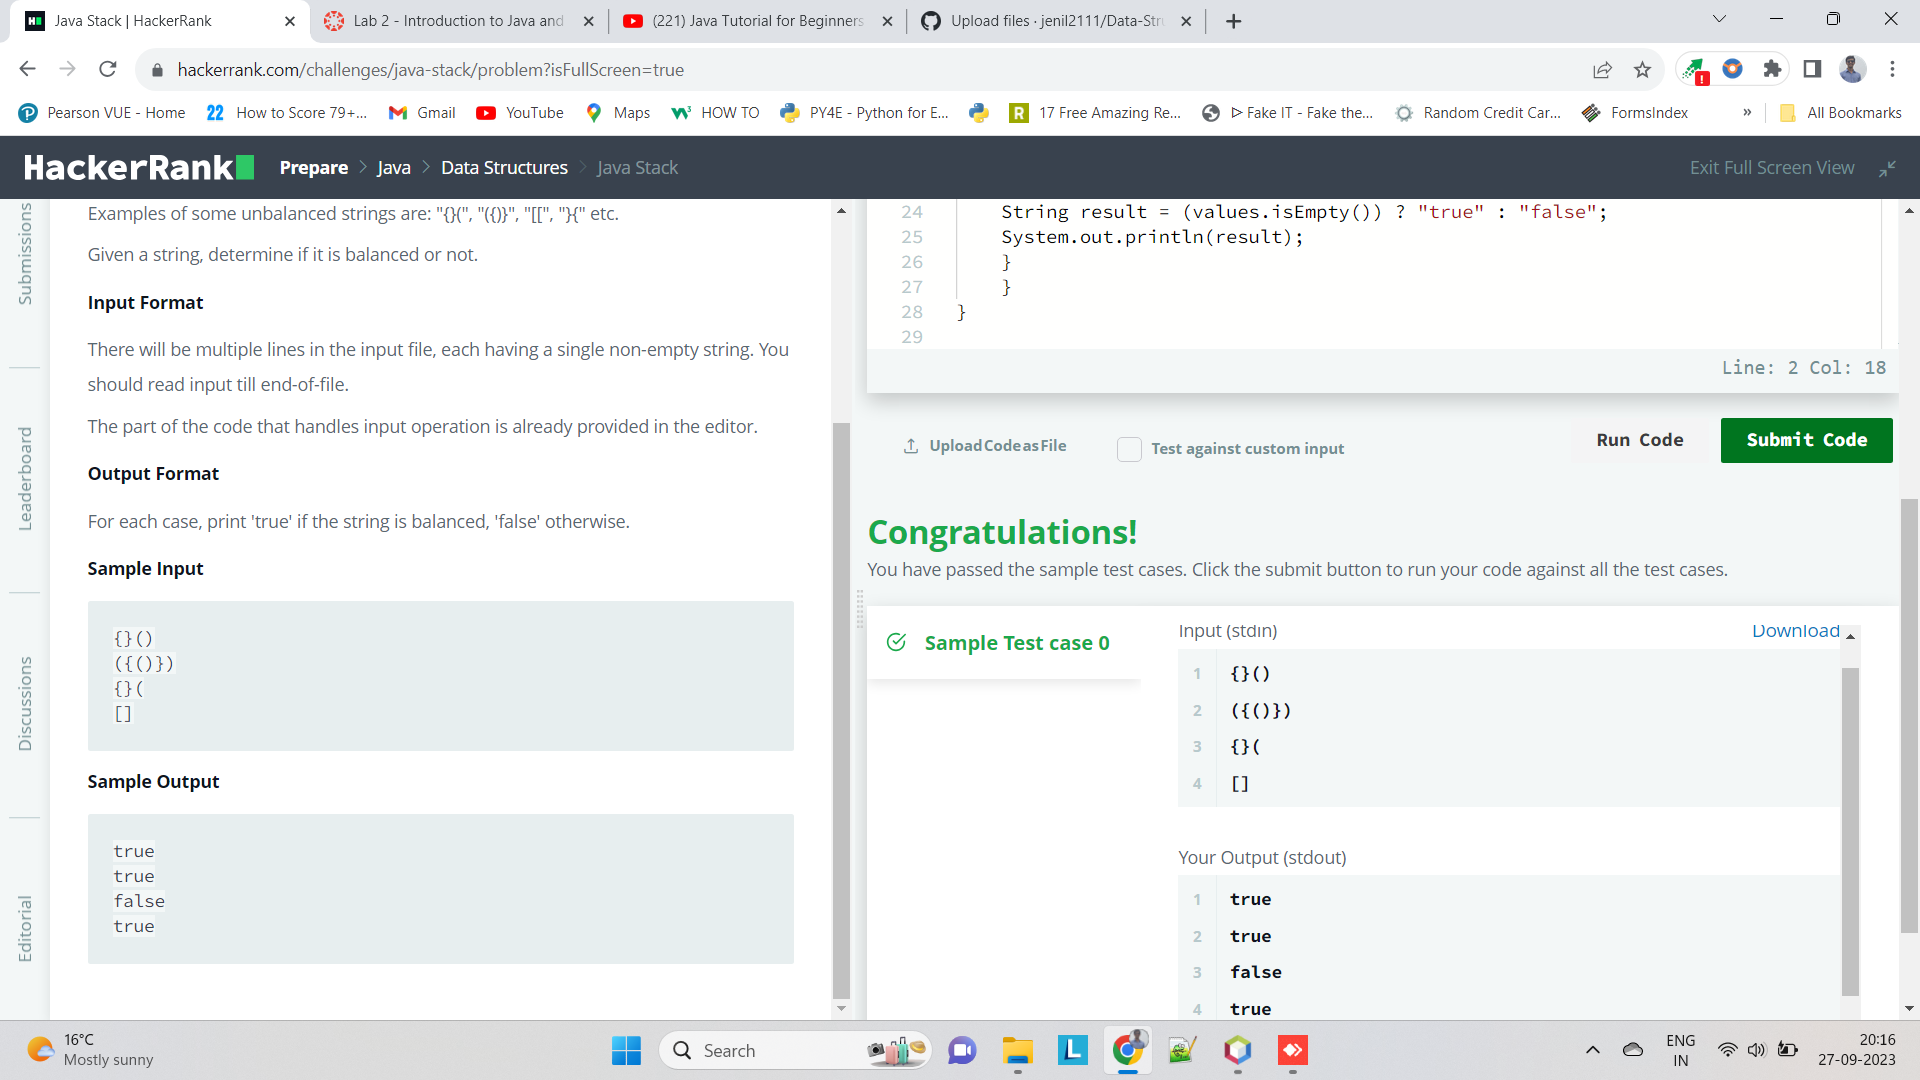 Java Stack | HackerRank
Lab 2 - Introduction to Java and
(221) Java Tutorial for Beginners
Upload files · jenil2111/Data-Stru
hackerrank.com/challenges/java-stack/problem?isFullScreen=true
Pearson VUE - Home
22 How to Score 79+...
Gmail
YouTube
Maps
HOW TO
PY4E - Python for E...
R 17 Free Amazing Re...
ᐅ Fake IT - Fake the...
Random Credit Car...
FormsIndex
»
All Bookmarks
HackerRank
Prepare > Java > Data Structures > Java Stack
Exit Full Screen View
Submissions
Leaderboard
Discussions
Editorial
Examples of some unbalanced strings are: "{}(", "({)}", "[[", "}{" etc.
Given a string, determine if it is balanced or not.
Input Format
There will be multiple lines in the input file, each having a single non-empty string. You
should read input till end-of-file.
The part of the code that handles input operation is already provided in the editor.
Output Format
For each case, print 'true' if the string is balanced, 'false' otherwise.
Sample Input
{}()
({()})
{}(
[]
Sample Output
true
true
false
true
24 String result = (values.isEmpty()) ? "true" : "false";
25 System.out.println(result);
26 }
27 }
28 }
29
Line: 2 Col: 18
Upload Code as File
Test against custom input
Run Code
Submit Code
Congratulations!
You have passed the sample test cases. Click the submit button to run your code against all the test cases.
Sample Test case 0
Input (stdin)
Download
1 {}()
2 ({()})
3 {}(
4 []
Your Output (stdout)
1 true
2 true
3 false
4 true
16°C
Mostly sunny
Search
ENG
IN
20:16
27-09-2023